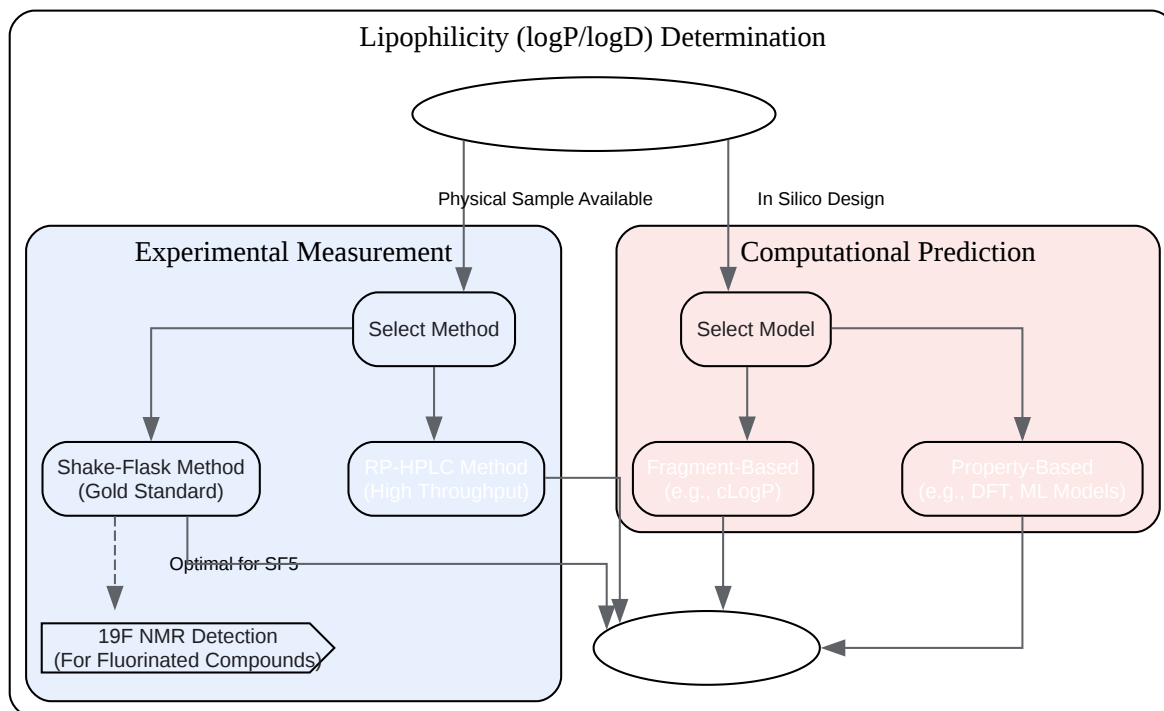 Lipophilicity (logP/logD) Determination
Physical Sample Available
In Silico Design
Experimental Measurement
Computational Prediction
Select Method
Select Model
Shake-Flask Method
(Gold Standard)
RP-HPLC Method
(High Throughput)
Fragment-Based
(e.g., cLogP)
Property-Based
(e.g., DFT, ML Models)
Optimal for SF5
19F NMR Detection
(For Fluorinated Compounds)